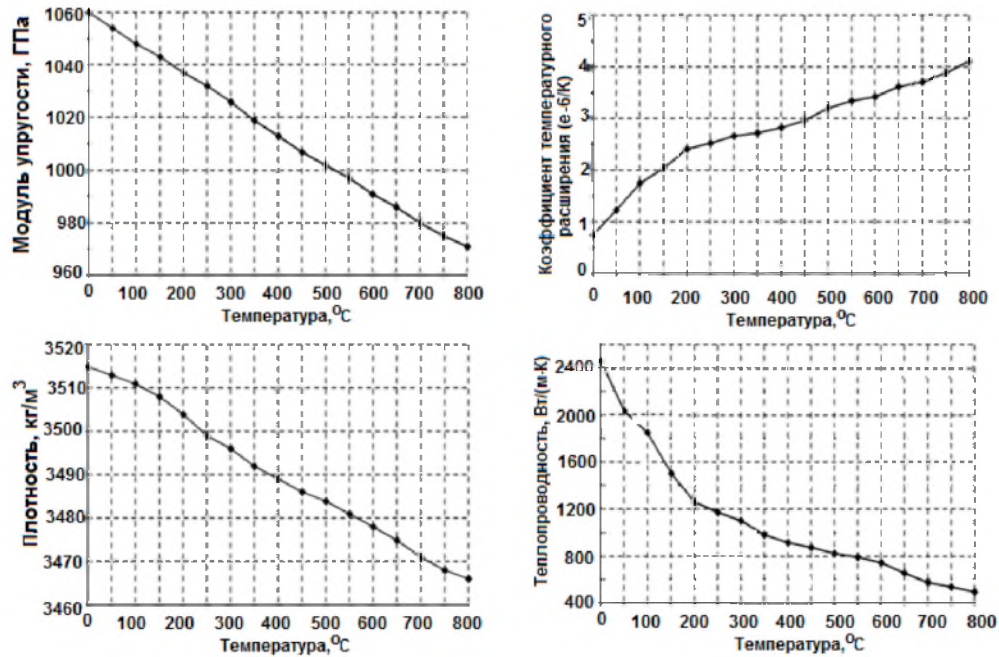 Модуль упругости, ГПа
1060
1040
1020
1000
980
960
0 100 200 300 400 500 600 700 800
Температура,⁰С
Коэффициент температурного
расширения (е-6/К)
5
4
3
2
1
0
0 100 200 300 400 500 600 700 800
Температура,⁰С
Плотность, кг/м³
3520
3510
3500
3490
3480
3470
3460
0 100 200 300 400 500 600 700 800
Температура,⁰С
Теплопроводность, Вт/(м·К)
2400
2000
1600
1200
800
400
0 100 200 300 400 500 600 700 800
Температура,⁰С